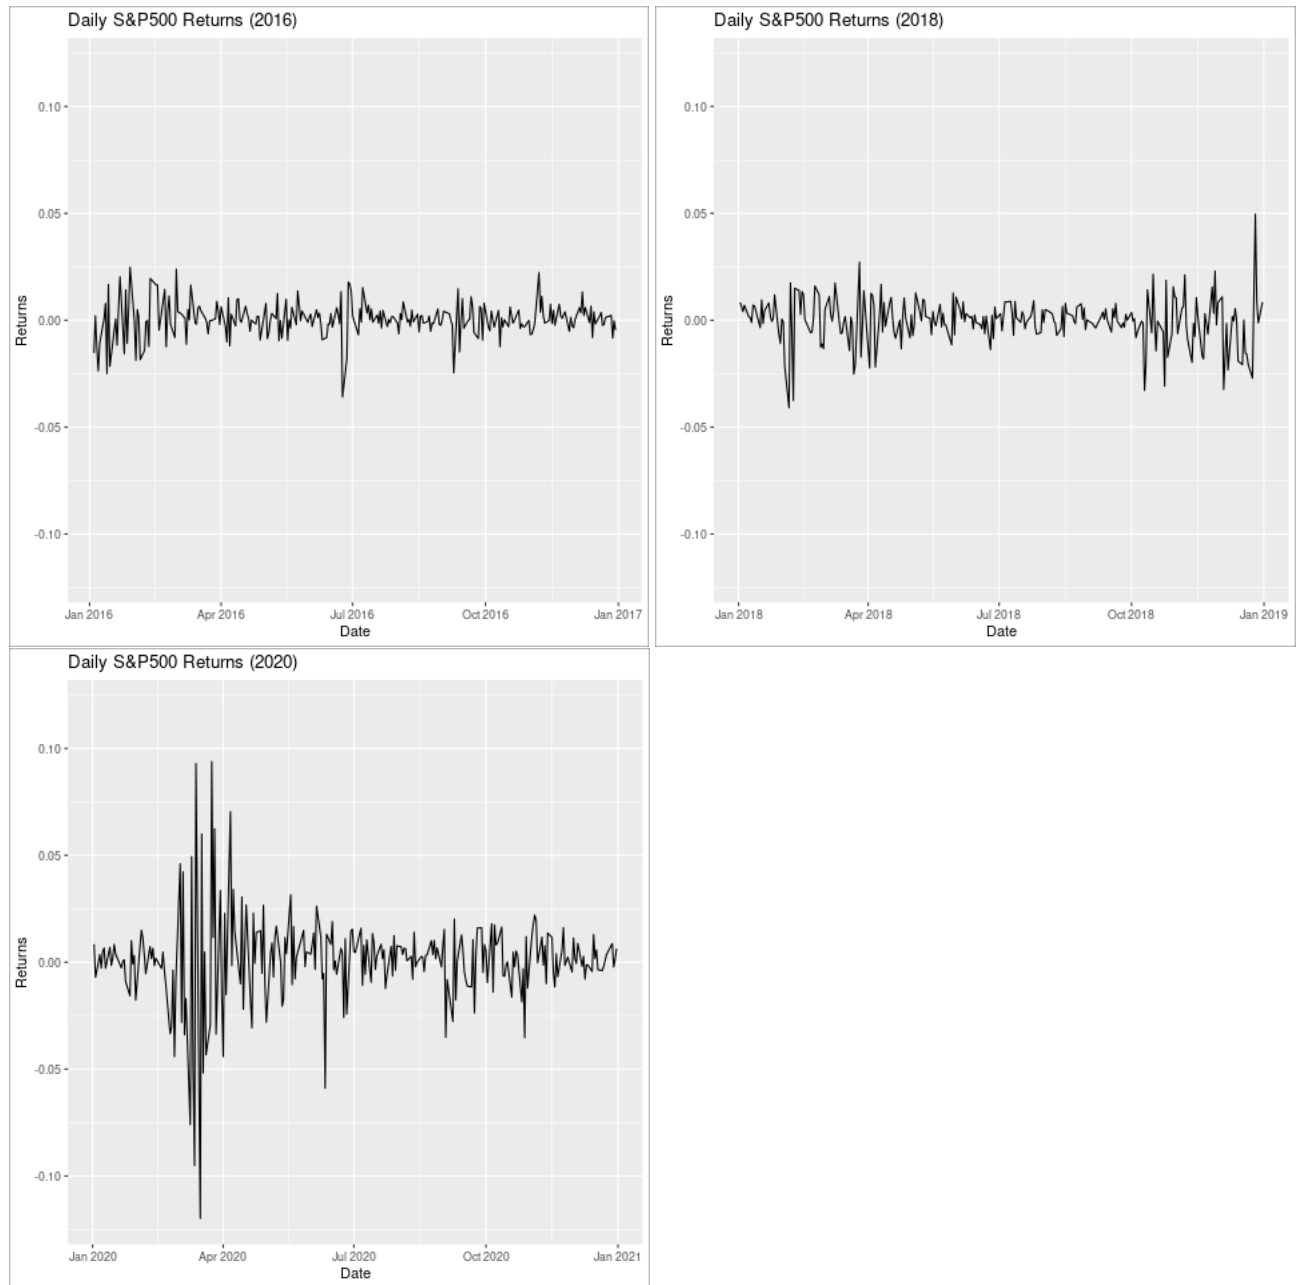 Daily S&P500 Returns (2016)
0.10
0.05
0.00
-0.05
-0.10
Returns
Jan 2016 Apr 2016 Jul 2016 Oct 2016 Jan 2017
Date
Daily S&P500 Returns (2018)
0.10
0.05
0.00
-0.05
-0.10
Returns
Jan 2018 Apr 2018 Jul 2018 Oct 2018 Jan 2019
Date
Daily S&P500 Returns (2020)
0.10
0.05
0.00
-0.05
-0.10
Returns
Jan 2020 Apr 2020 Jul 2020 Oct 2020 Jan 2021
Date